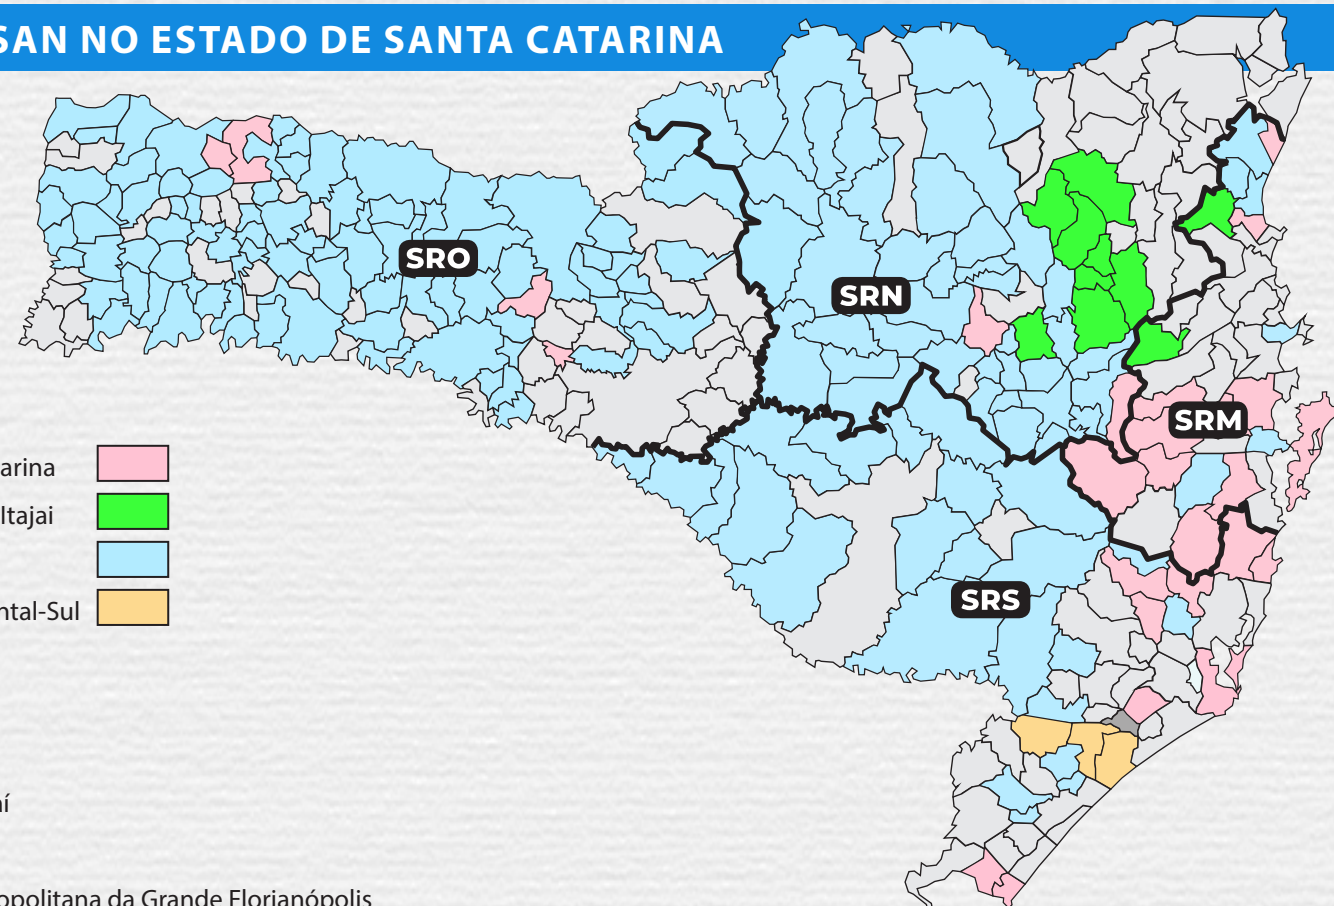 SAN NO ESTADO DE SANTA CATARINA
SRO
SRN
SRM
SRS
arina
Itajai
ntal-Sul
í
opolitana da Grande Florianópolis